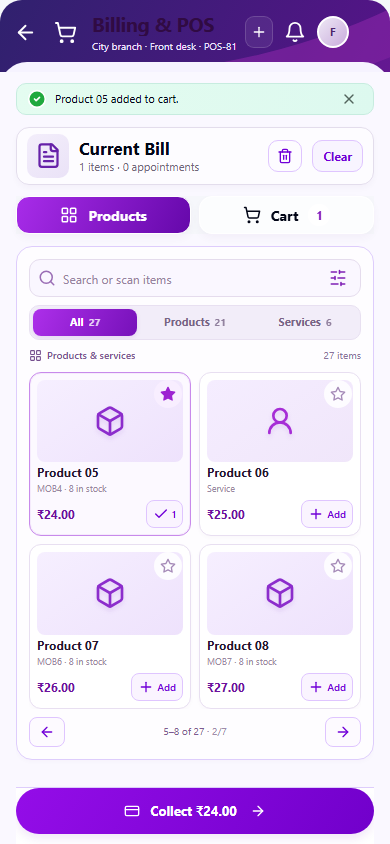 Billing & POS
City branch · Front desk · POS-81
F
Product 05 added to cart.
Current Bill
1 items · 0 appointments
Clear
Products
Cart 1
Search or scan items
All 27
Products 21
Services 6
Products & services
27 items
Product 05
MOB4 · 8 in stock
₹24.00
1
Product 06
Service
₹25.00
Add
Product 07
MOB6 · 8 in stock
₹26.00
Add
Product 08
MOB7 · 8 in stock
₹27.00
Add
5–8 of 27 · 2/7
Collect ₹24.00